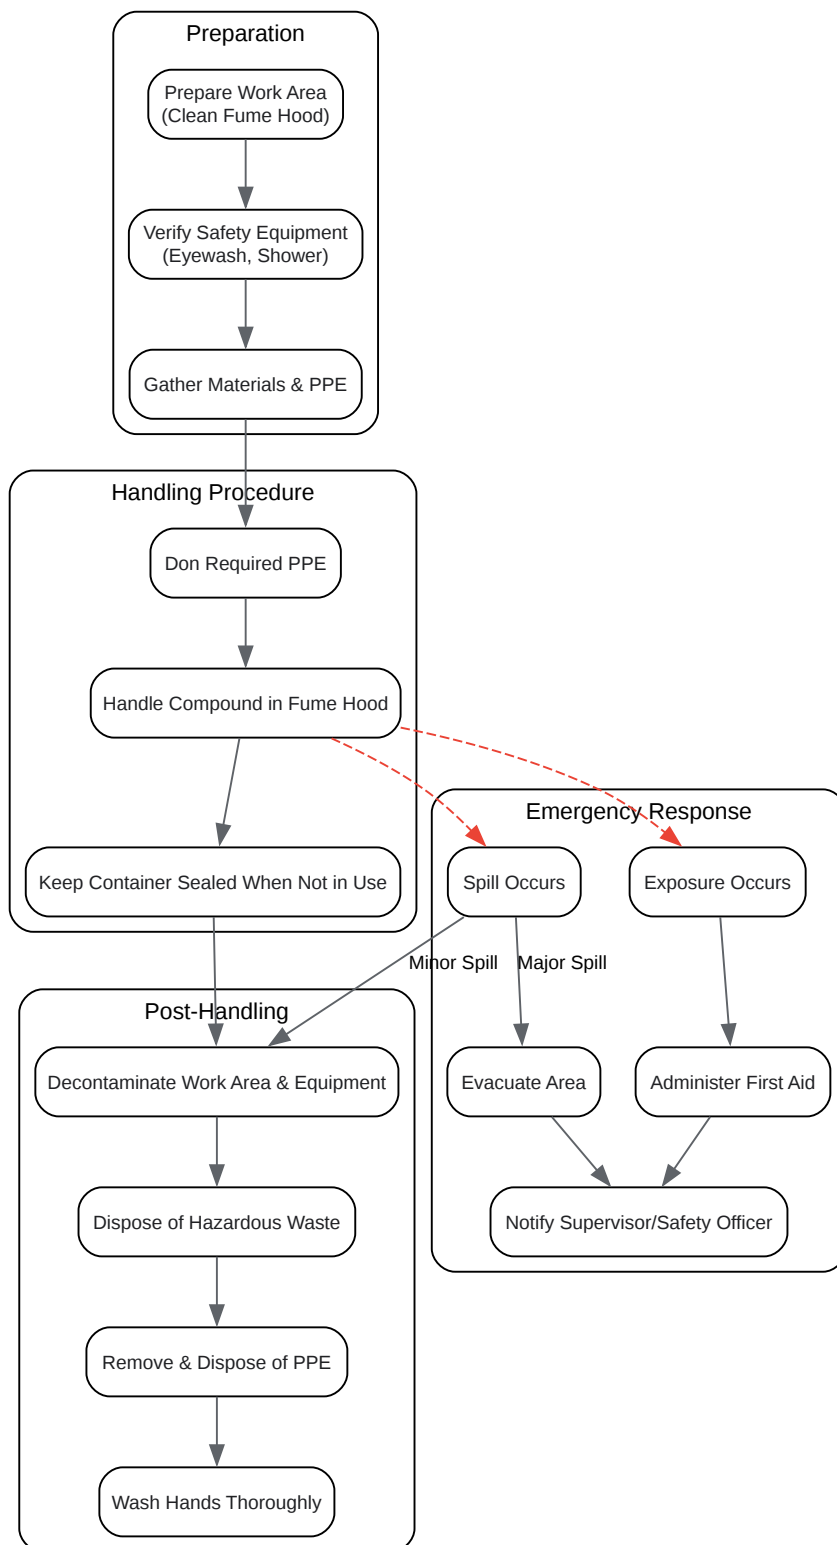 Preparation
Prepare Work Area
(Clean Fume Hood)
Verify Safety Equipment
(Eyewash, Shower)
Gather Materials & PPE
Handling Procedure
Don Required PPE
Handle Compound in Fume Hood
Keep Container Sealed When Not in Use
Emergency Response
Spill Occurs
Exposure Occurs
Minor Spill
Major Spill
Evacuate Area
Administer First Aid
Notify Supervisor/Safety Officer
Post-Handling
Decontaminate Work Area & Equipment
Dispose of Hazardous Waste
Remove & Dispose of PPE
Wash Hands Thoroughly